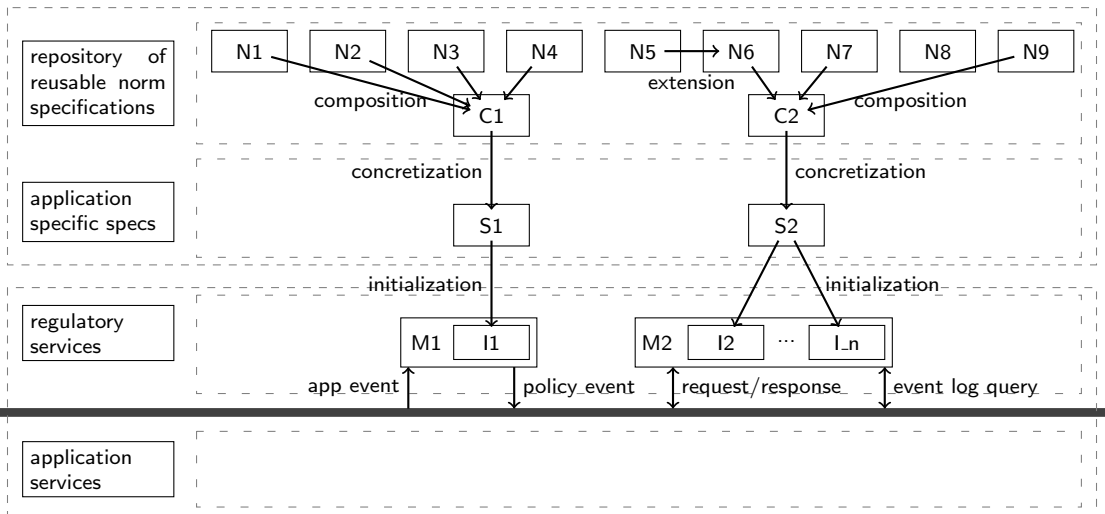 repository of
reusable norm
specifications
N1 N2 N3 N4 N5 N6 N7 N8 N9
extension
composition composition
C1 C2
concretization concretization
application
specific specs
S1 S2
initialization initialization
regulatory
services
M1 I1 M2 I2 ... I_n
app event policy event request/response event log query
application
services